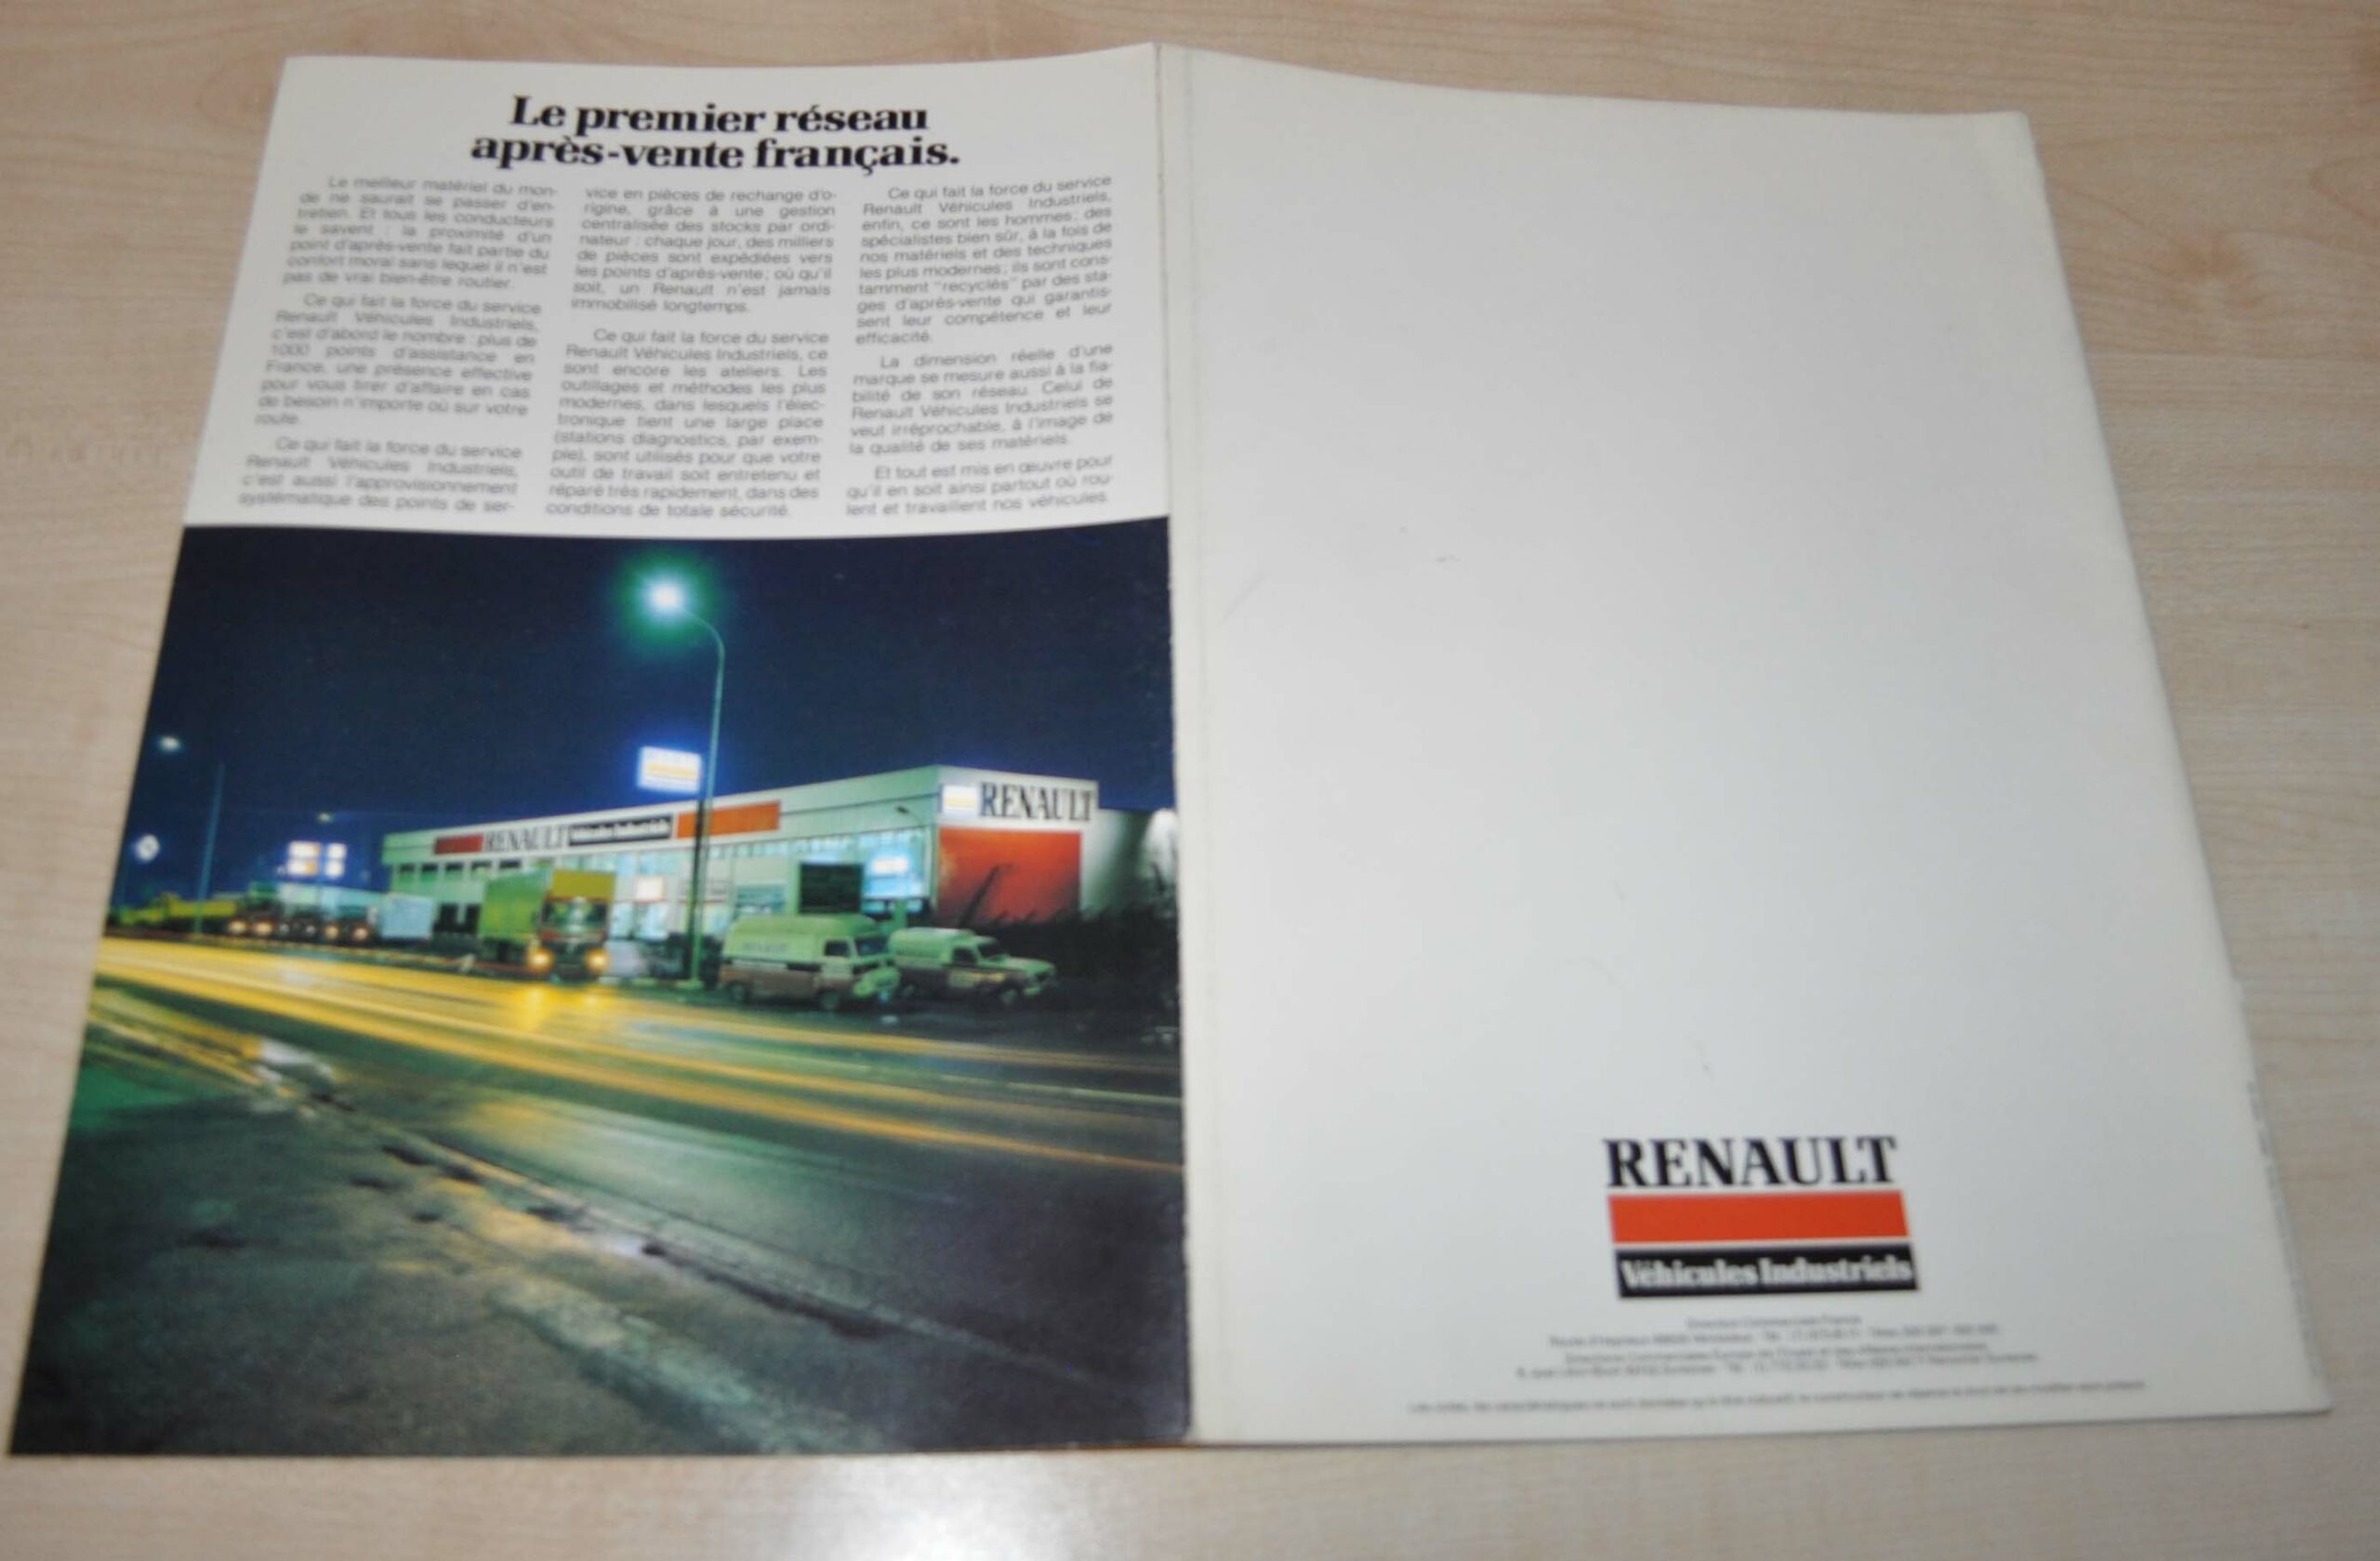 Le premier réseau
après-vente français.
Le meilleur matériel du mon-
de ne saurait se passer d'en-
tretien. Et tous les conducteurs
le savent : la proximité d'un
point d'après-vente fait partie du
confort moral sans lequel il n'est
pas de vrai bien-être routier.
Ce qui fait la force du service
Renault Véhicules Industriels,
c'est d'abord le nombre : plus de
1000 points d'assistance en
France, une présence effective
pour vous tirer d'affaire en cas
de besoin n'importe où sur votre
route.
Ce qui fait la force du service
Renault Véhicules Industriels,
c'est aussi l'approvisionnement
systématique des points de ser-
vice en pièces de rechange d'o-
rigine, grâce à une gestion
centralisée des stocks par ordi-
nateur : chaque jour, des milliers
de pièces sont expédiées vers
les points d'après-vente ; où qu'il
soit, un Renault n'est jamais
immobilisé longtemps.
Ce qui fait la force du service
Renault Véhicules Industriels, ce
sont encore les ateliers. Les
outillages et méthodes les plus
modernes, dans lesquels l'élec-
tronique tient une large place
(stations diagnostics, par exem-
ple), sont utilisés pour que votre
outil de travail soit entretenu et
réparé très rapidement, dans des
conditions de totale sécurité.
Ce qui fait la force du service
Renault Véhicules Industriels,
enfin, ce sont les hommes ; des
spécialistes bien sûr, à la fois de
nos matériels et des techniques
les plus modernes ; ils sont cons-
tamment "recyclés" par des sta-
ges d'après-vente qui garantis-
sent leur compétence et leur
efficacité.
La dimension réelle d'une
marque se mesure aussi à la fia-
bilité de son réseau. Celui de
Renault Véhicules Industriels se
veut irréprochable, à l'image de
la qualité de ses matériels.
Et tout est mis en œuvre pour
qu'il en soit ainsi partout où rou-
lent et travaillent nos véhicules.
RENAULT Véhicules Industriels
RENAULT
RENAULT
RENAULT
Véhicules Industriels
Direction Commerciale France